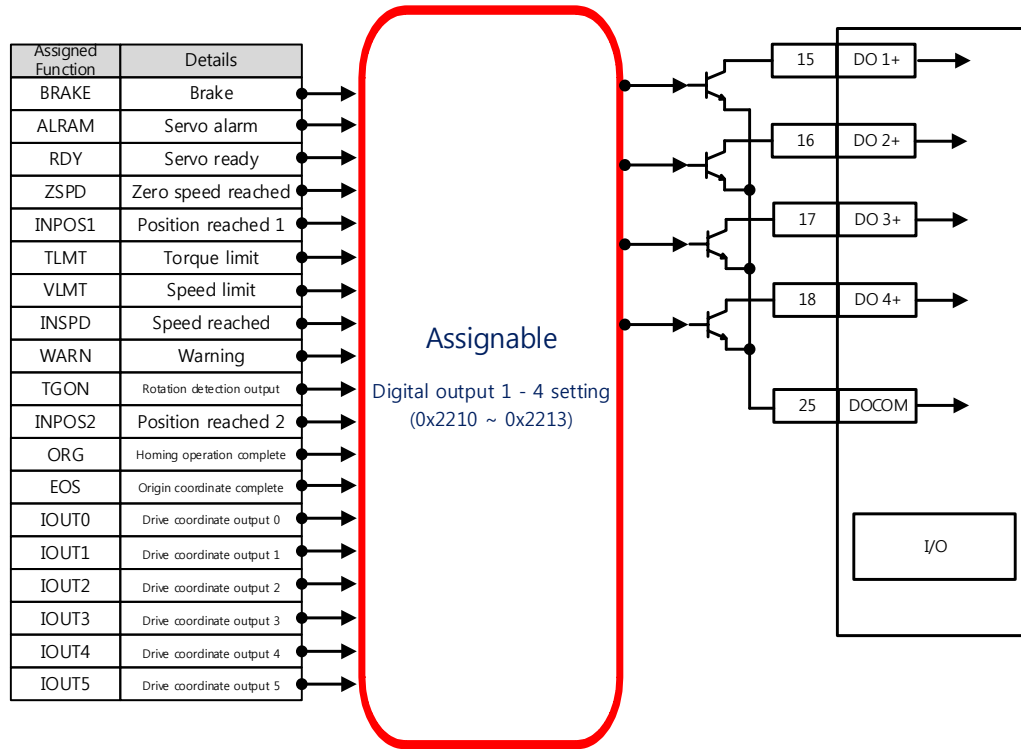 Assigned
Function
Details
BRAKE
Brake
ALRAM
Servo alarm
RDY
Servo ready
ZSPD
Zero speed reached
INPOS1
Position reached 1
TLMT
Torque limit
VLMT
Speed limit
INSPD
Speed reached
WARN
Warning
TGON
Rotation detection output
INPOS2
Position reached 2
ORG
Homing operation complete
EOS
Origin coordinate complete
IOUT0
Drive coordinate output 0
IOUT1
Drive coordinate output 1
IOUT2
Drive coordinate output 2
IOUT3
Drive coordinate output 3
IOUT4
Drive coordinate output 4
IOUT5
Drive coordinate output 5
Assignable
Digital output 1 - 4 setting
(0x2210 ~ 0x2213)
15
DO 1+
16
DO 2+
17
DO 3+
18
DO 4+
25
DOCOM
I/O